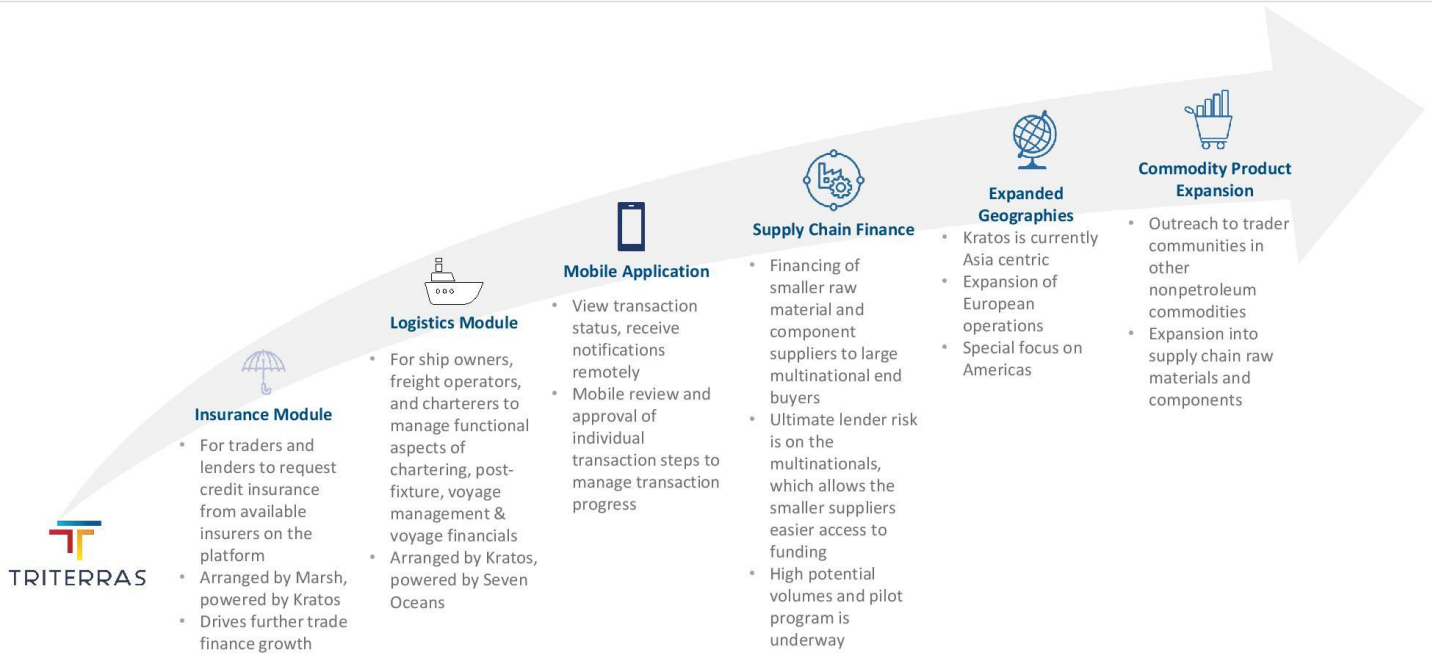 TRITERRAS
Insurance Module
• For traders and
lenders to request
credit insurance
from available
insurers on the
platform
• Arranged by Marsh,
powered by Kratos
• Drives further trade
finance growth
Logistics Module
• For ship owners,
freight operators,
and charterers to
manage functional
aspects of
chartering, post-
fixture, voyage
management &
voyage financials
• Arranged by Kratos,
powered by Seven
Oceans
Mobile Application
• View transaction
status, receive
notifications
remotely
• Mobile review and
approval of
individual
transaction steps to
manage transaction
progress
Supply Chain Finance
• Financing of
smaller raw
material and
component
suppliers to large
multinational end
buyers
• Ultimate lender risk
is on the
multinationals,
which allows the
smaller suppliers
easier access to
funding
• High potential
volumes and pilot
program is
underway
Expanded
Geographies
• Kratos is currently
Asia centric
• Expansion of
European
operations
• Special focus on
Americas
Commodity Product
Expansion
• Outreach to trader
communities in
other
nonpetroleum
commodities
• Expansion into
supply chain raw
materials and
components